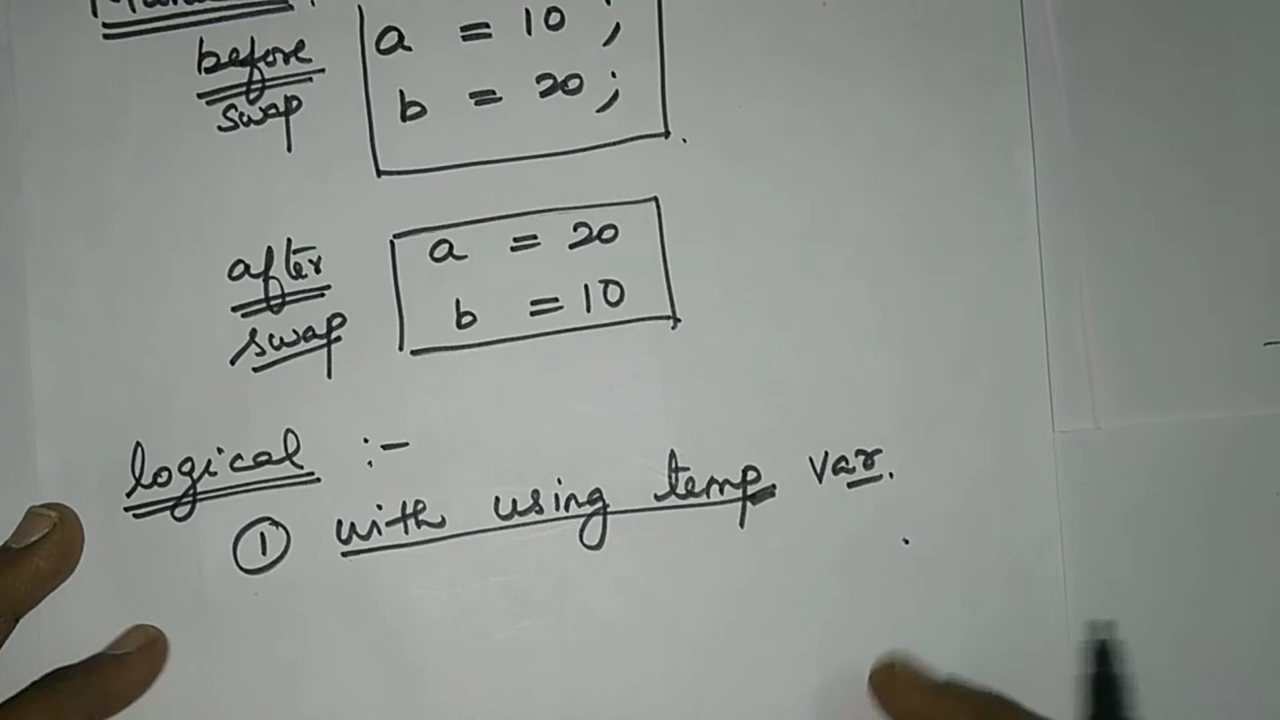 before
swap
a = 10 ;
b = 20 ;
after
swap
a = 20
b = 10
logical :-
① with using temp var.